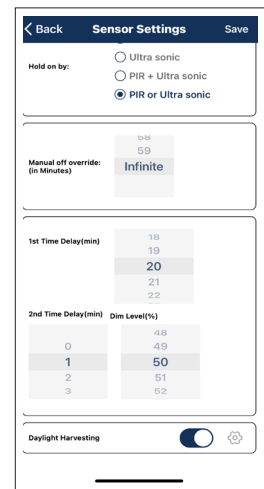 Back Sensor Settings Save
Ultra sonic
Hold on by:
PIR + Ultra sonic
PIR or Ultra sonic
58
59
Manual off override:
(in Minutes)
Infinite
18
1st Time Delay(min)
19
20
21
22
2nd Time Delay(min) Dim Level(%)
48
0 49
1 50
2 51
3 52
Daylight Harvesting